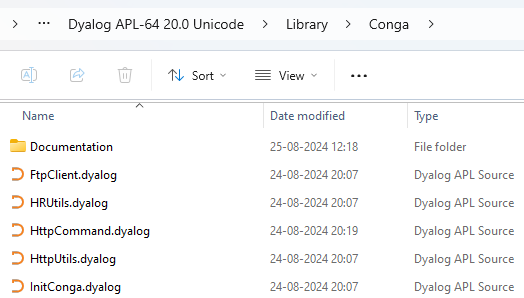 Dyalog APL-64 20.0 Unicode > Library > Conga >
Sort View
Name Date modified Type
Documentation 25-08-2024 12:18 File folder
FtpClient.dyalog 24-08-2024 20:07 Dyalog APL Source
HRUtils.dyalog 24-08-2024 20:07 Dyalog APL Source
HttpCommand.dyalog 24-08-2024 20:19 Dyalog APL Source
HttpUtils.dyalog 24-08-2024 20:07 Dyalog APL Source
InitConga.dyalog 24-08-2024 20:07 Dyalog APL Source